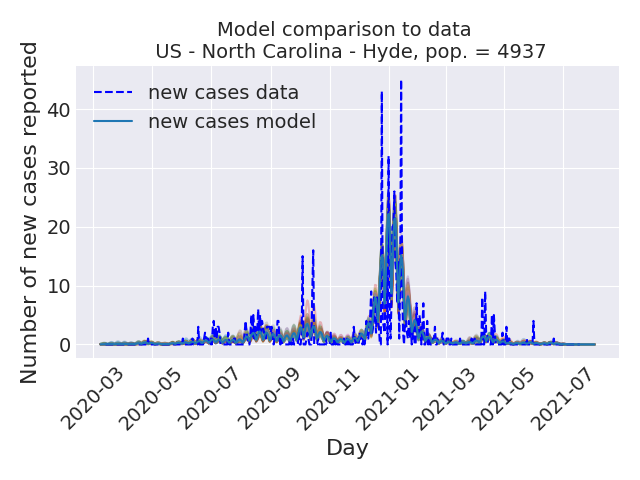 Model comparison to data
US - North Carolina - Hyde, pop. = 4937
Number of new cases reported
40
30
20
10
0
new cases data
new cases model
2020-03
2020-05
2020-07
2020-09
2020-11
2021-01
2021-03
2021-05
2021-07
Day